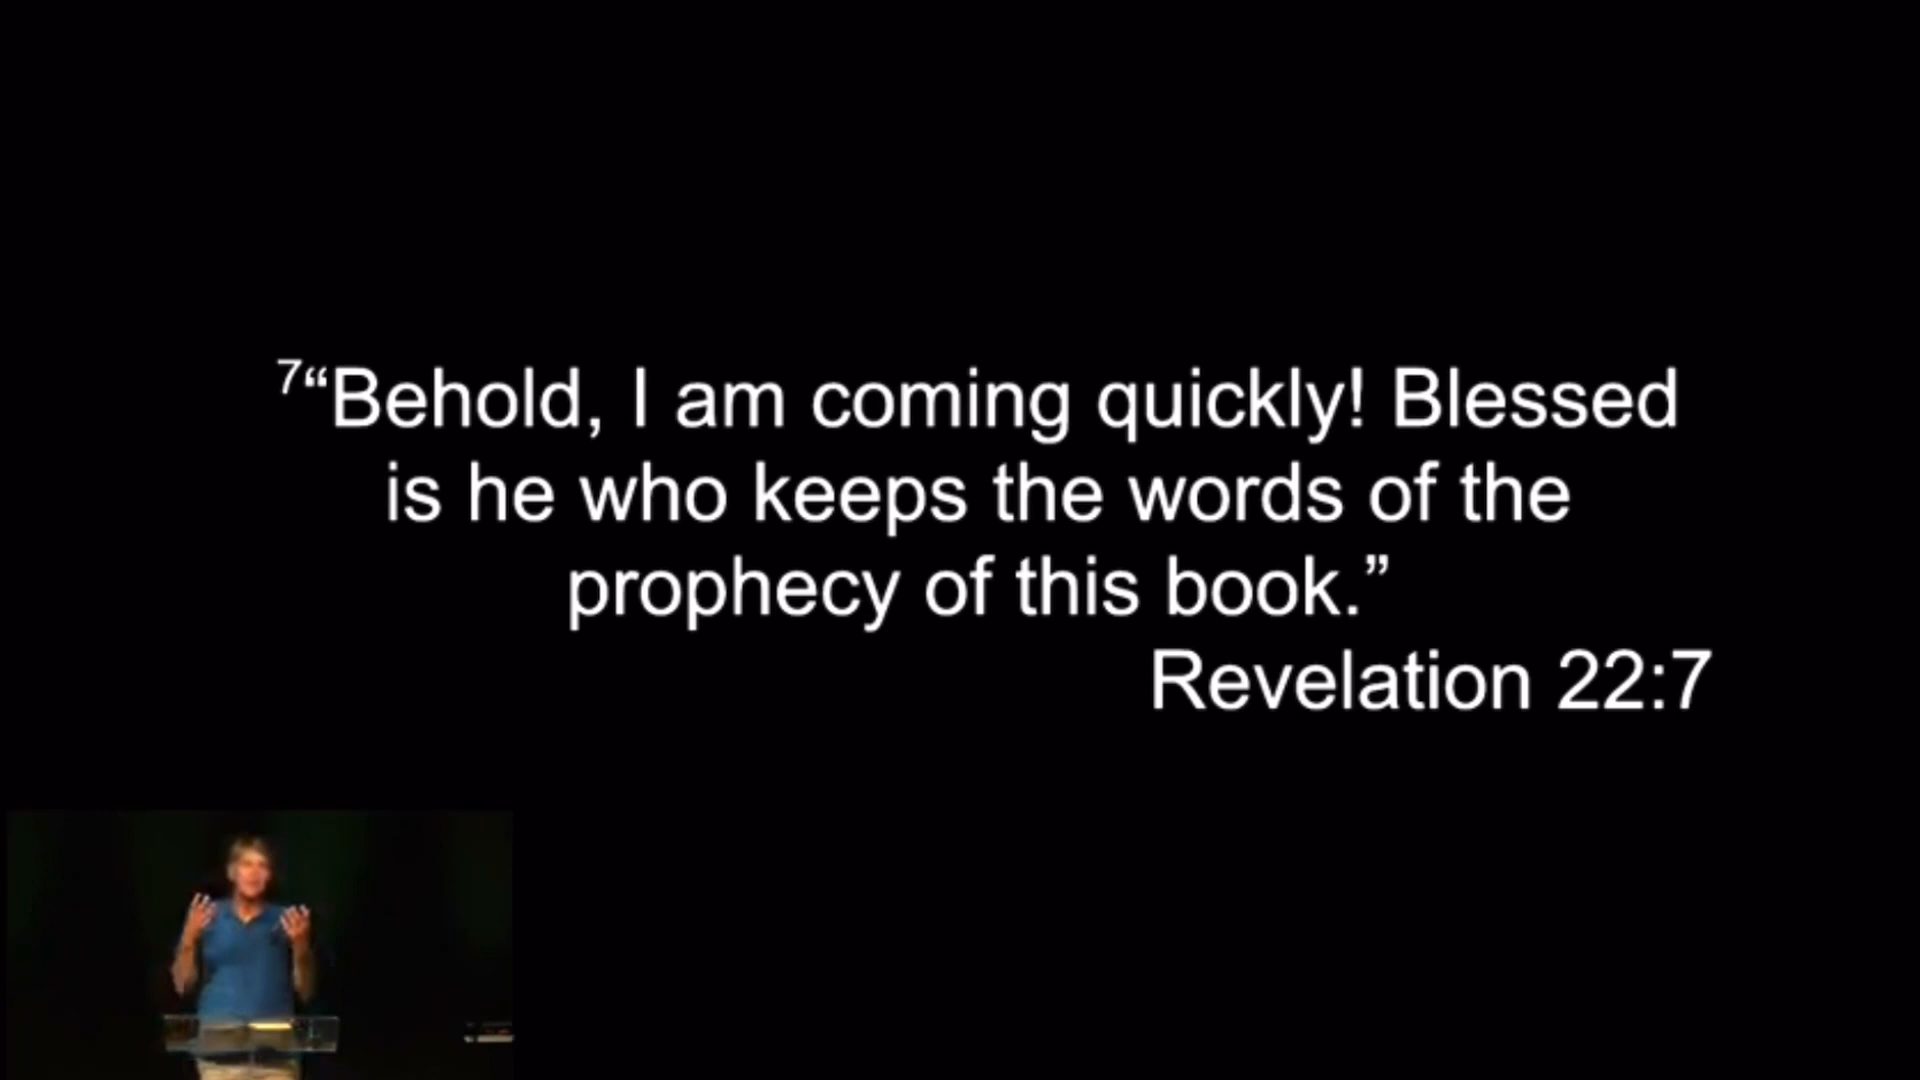 ⁷“Behold, I am coming quickly! Blessed
is he who keeps the words of the
prophecy of this book.”
Revelation 22:7